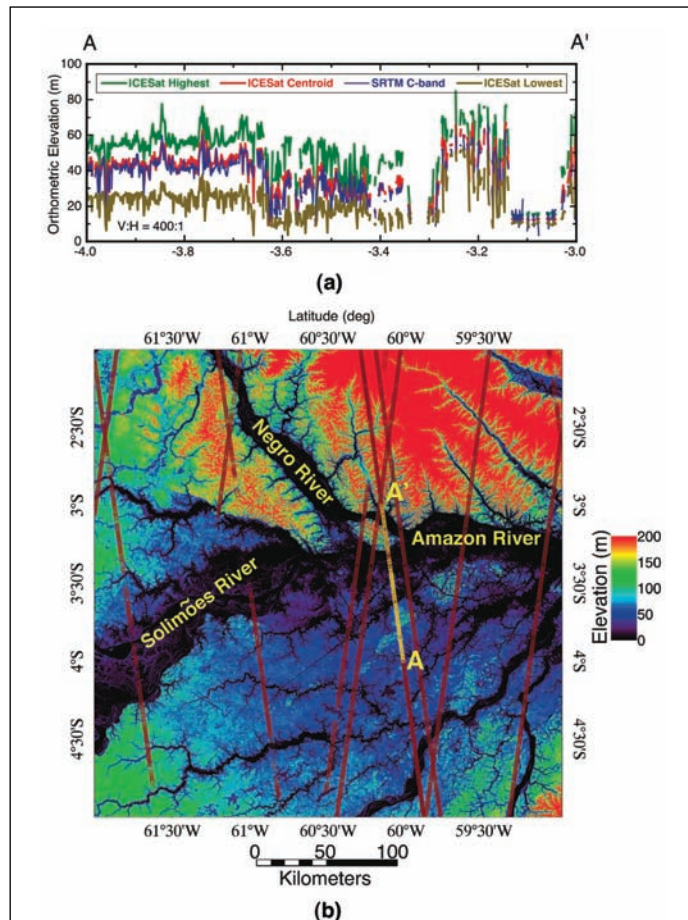 A A'
100
80
60
40
20
0
Orthometric Elevation (m)
ICESat Highest ICESat Centroid SRTM C-band ICESat Lowest
V:H = 400:1
-4.0 -3.8 -3.6 -3.4 -3.2 -3.0
(a)
Latitude (deg)
61°30'W 61°W 60°30'W 60°W 59°30'W
2°30'S 3°S 3°30'S 4°S 4°30'S
Negro River
A'
Amazon River
Solimões River
A
2°30'S 3°S 3°30'S 4°S 4°30'S
Elevation (m)
200
150
100
50
0
61°30'W 61°W 60°30'W 60°W 59°30'W
0 50 100
Kilometers
(b)